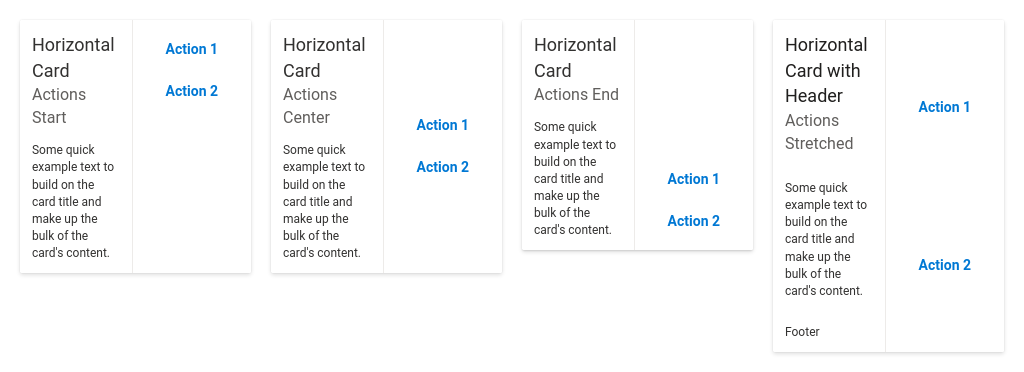 Horizontal
Card
Actions
Start
Some quick
example text to
build on the
card title and
make up the
bulk of the
card's content.
Action 1
Action 2
Horizontal
Card
Actions
Center
Some quick
example text to
build on the
card title and
make up the
bulk of the
card's content.
Action 1
Action 2
Horizontal
Card
Actions End
Some quick
example text to
build on the
card title and
make up the
bulk of the
card's content.
Action 1
Action 2
Horizontal
Card with
Header
Actions
Stretched
Some quick
example text to
build on the
card title and
make up the
bulk of the
card's content.
Footer
Action 1
Action 2